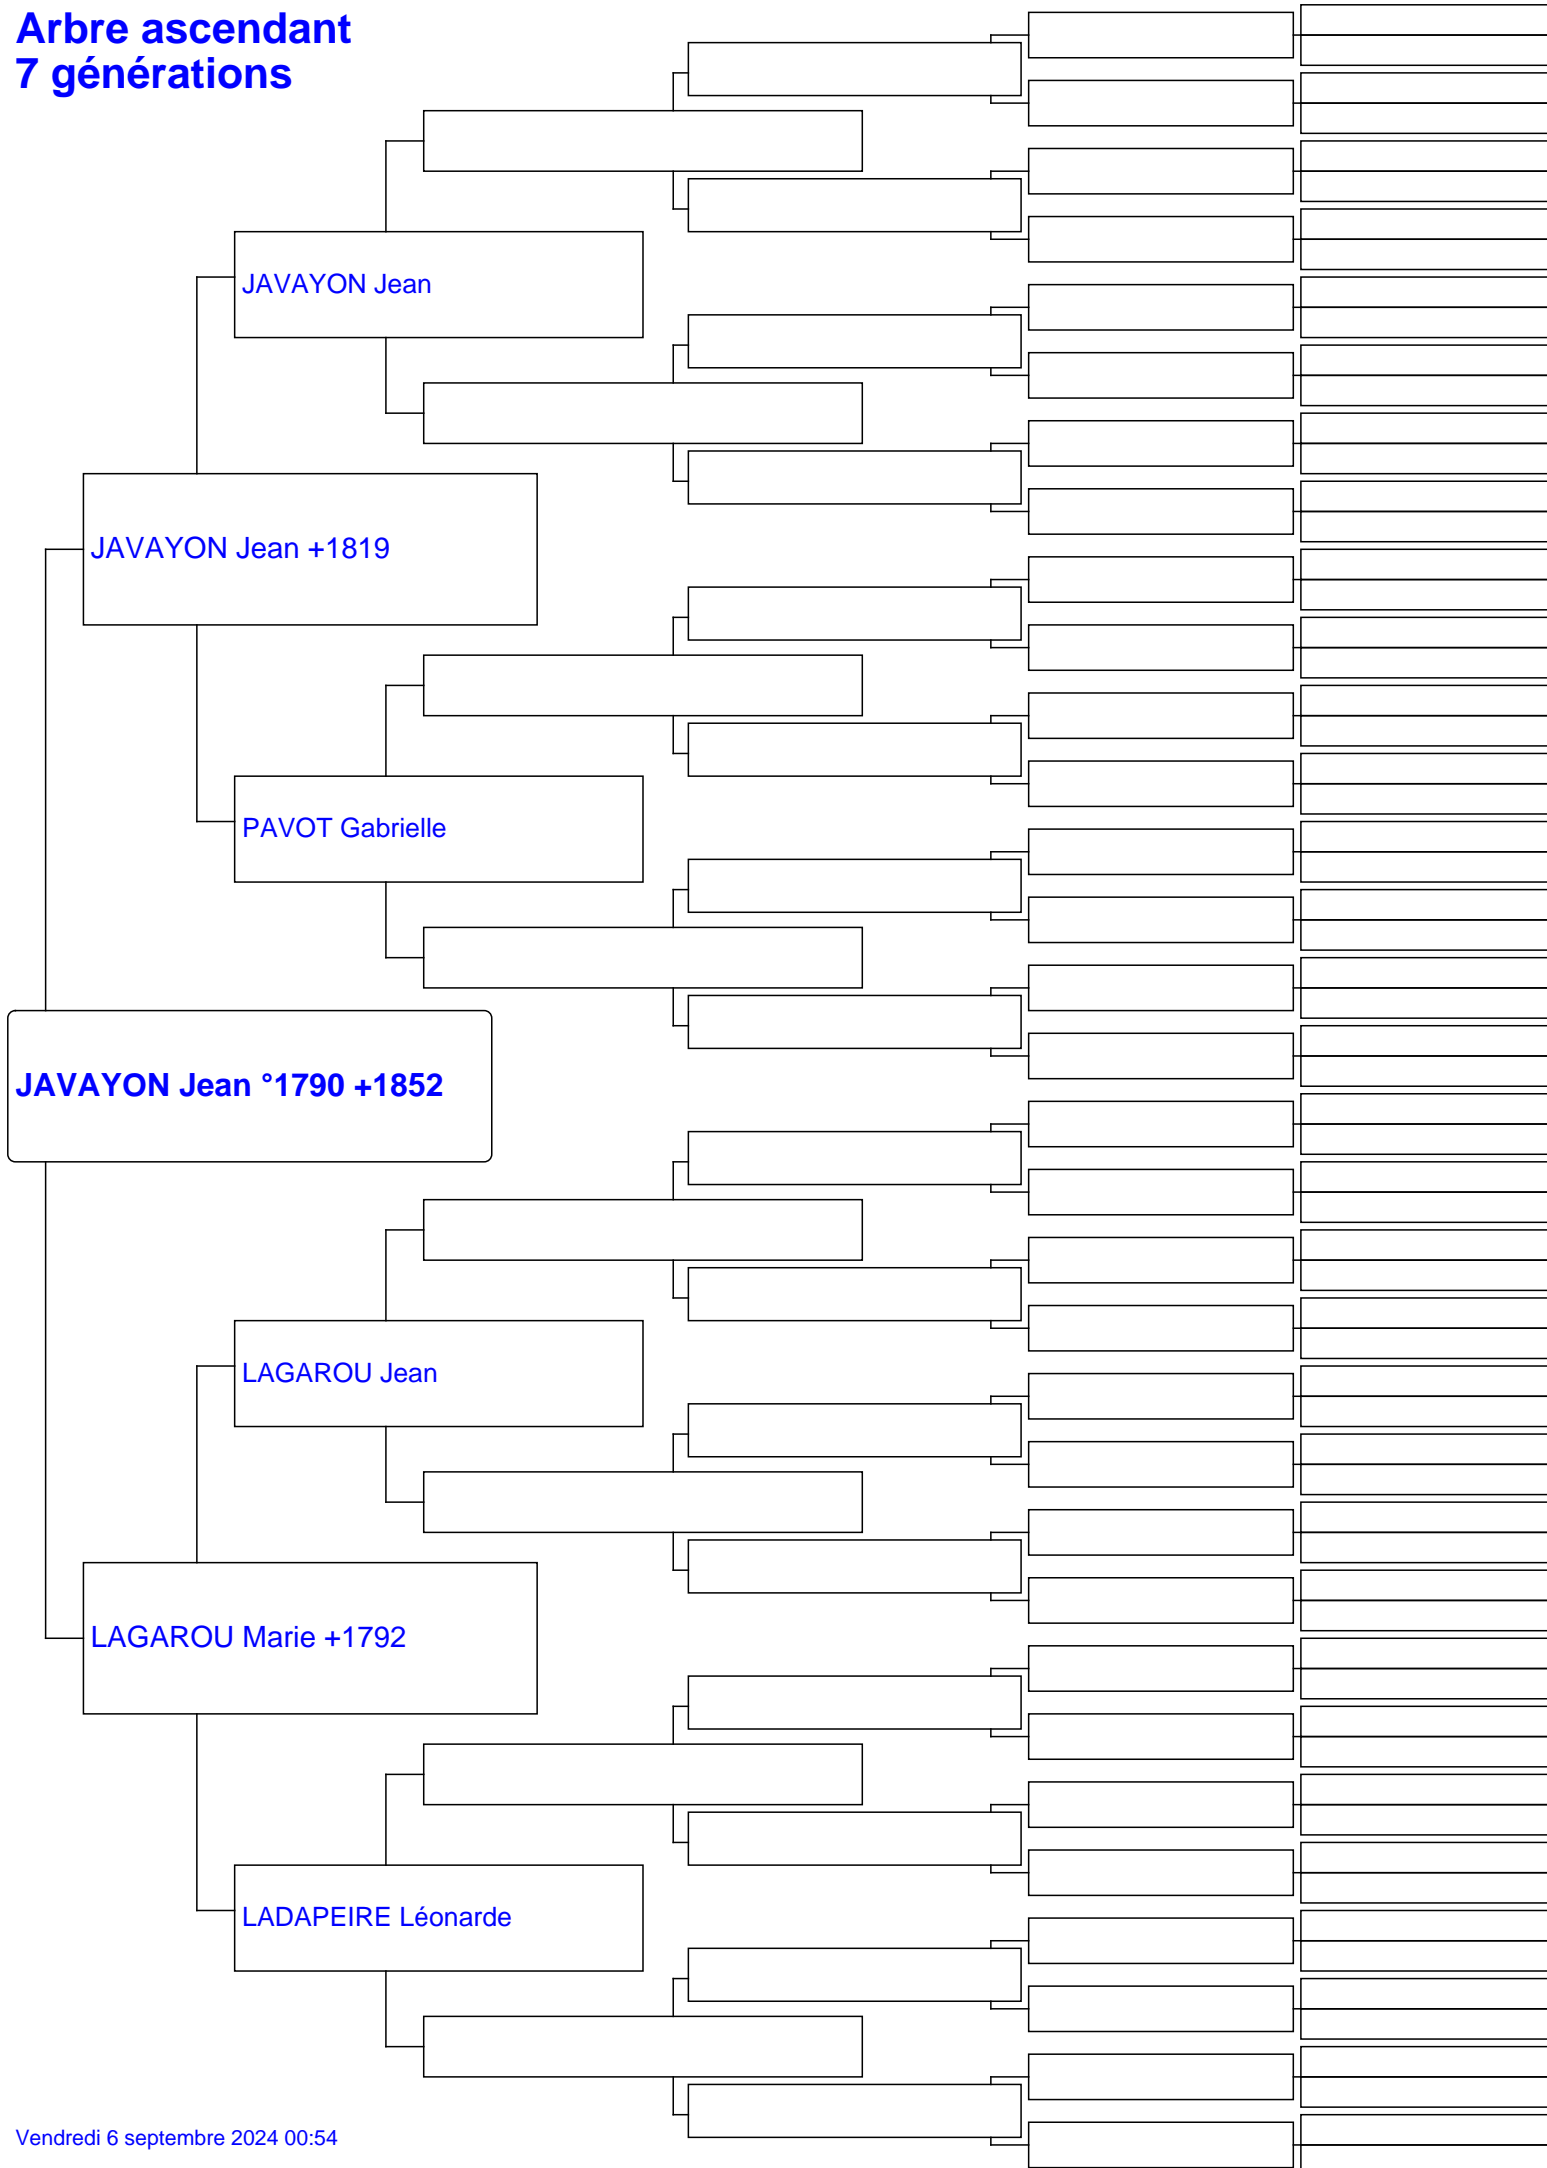 Arbre ascendant
7 générations
JAVAYON Jean
JAVAYON Jean +1819
PAVOT Gabrielle
JAVAYON Jean °1790 +1852
LAGAROU Jean
LAGAROU Marie +1792
LADAPEIRE Léonarde
Vendredi 6 septembre 2024 00:54